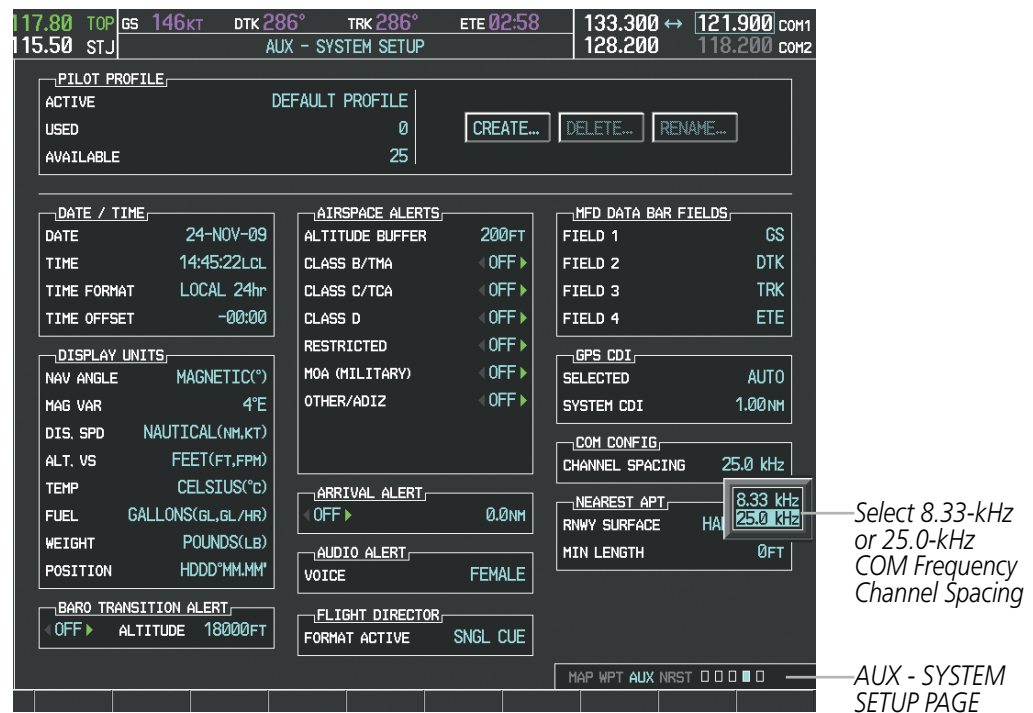 117.80 TOP GS 146KT DTK 286° TRK 286° ETE 02:58 133.300 ↔ 121.900 COM1
115.50 STJ AUX - SYSTEM SETUP 128.200 118.200 COM2
PILOT PROFILE
ACTIVE DEFAULT PROFILE
USED 0
AVAILABLE 25
CREATE... DELETE... RENAME...
DATE / TIME
DATE 24-NOV-09
TIME 14:45:22LCL
TIME FORMAT LOCAL 24hr
TIME OFFSET -00:00
DISPLAY UNITS
NAV ANGLE MAGNETIC(°)
MAG VAR 4°E
DIS, SPD NAUTICAL(NM,KT)
ALT, VS FEET(FT,FPM)
TEMP CELSIUS(°C)
FUEL GALLONS(GL,GL/HR)
WEIGHT POUNDS(LB)
POSITION HDDD°MM.MM'
BARO TRANSITION ALERT
OFF ALTITUDE 18000FT
AIRSPACE ALERTS
ALTITUDE BUFFER 200FT
CLASS B/TMA OFF
CLASS C/TCA OFF
CLASS D OFF
RESTRICTED OFF
MOA (MILITARY) OFF
OTHER/ADIZ OFF
ARRIVAL ALERT
OFF 0.0NM
AUDIO ALERT
VOICE FEMALE
FLIGHT DIRECTOR
FORMAT ACTIVE SNGL CUE
MFD DATA BAR FIELDS
FIELD 1 GS
FIELD 2 DTK
FIELD 3 TRK
FIELD 4 ETE
GPS CDI
SELECTED AUTO
SYSTEM CDI 1.00NM
COM CONFIG
CHANNEL SPACING 25.0 kHz
8.33 kHz
25.0 kHz
NEAREST APT
RNWY SURFACE HA
MIN LENGTH 0FT
MAP WPT AUX NRST
Select 8.33-kHz
or 25.0-kHz
COM Frequency
Channel Spacing
AUX - SYSTEM
SETUP PAGE